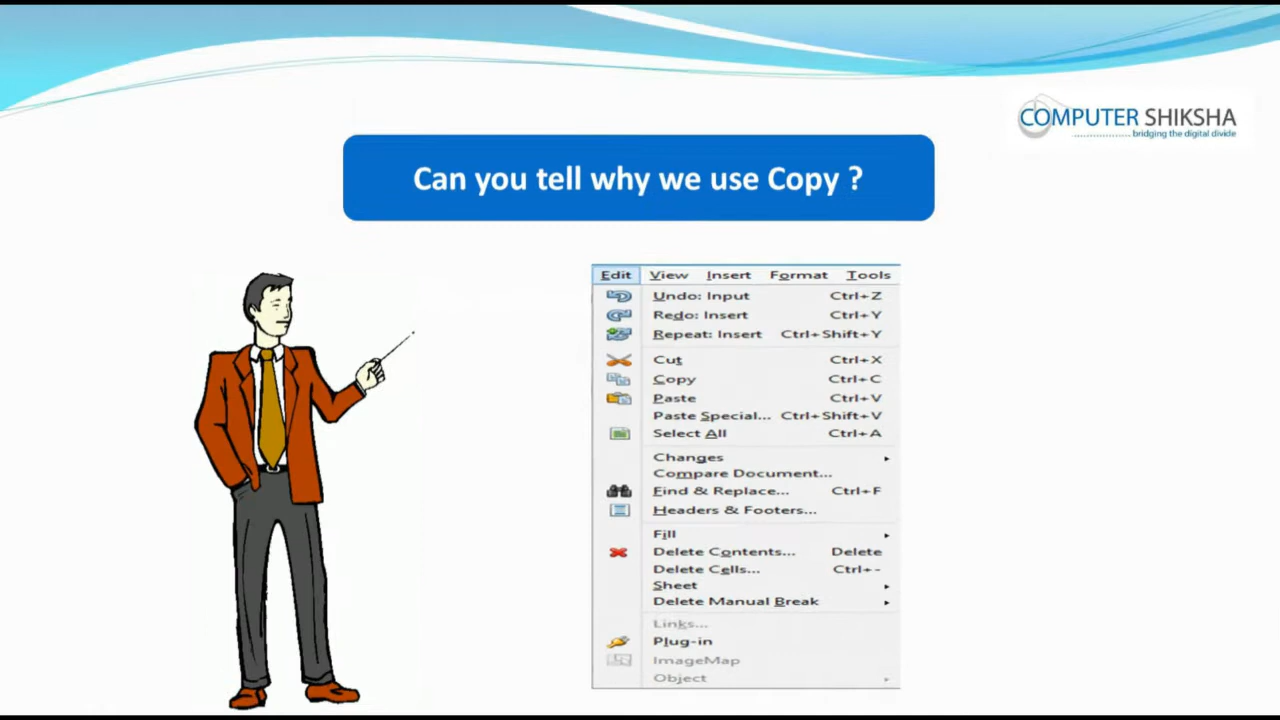 COMPUTER SHIKSHA
bridging the digital divide
Can you tell why we use Copy ?
Edit View Insert Format Tools
Undo: Input Ctrl+Z
Redo: Insert Ctrl+Y
Repeat: Insert Ctrl+Shift+Y
Cut Ctrl+X
Copy Ctrl+C
Paste Ctrl+V
Paste Special... Ctrl+Shift+V
Select All Ctrl+A
Changes
Compare Document...
Find & Replace... Ctrl+F
Headers & Footers...
Fill
Delete Contents... Delete
Delete Cells... Ctrl+-
Sheet
Delete Manual Break
Links...
Plug-in
ImageMap
Object